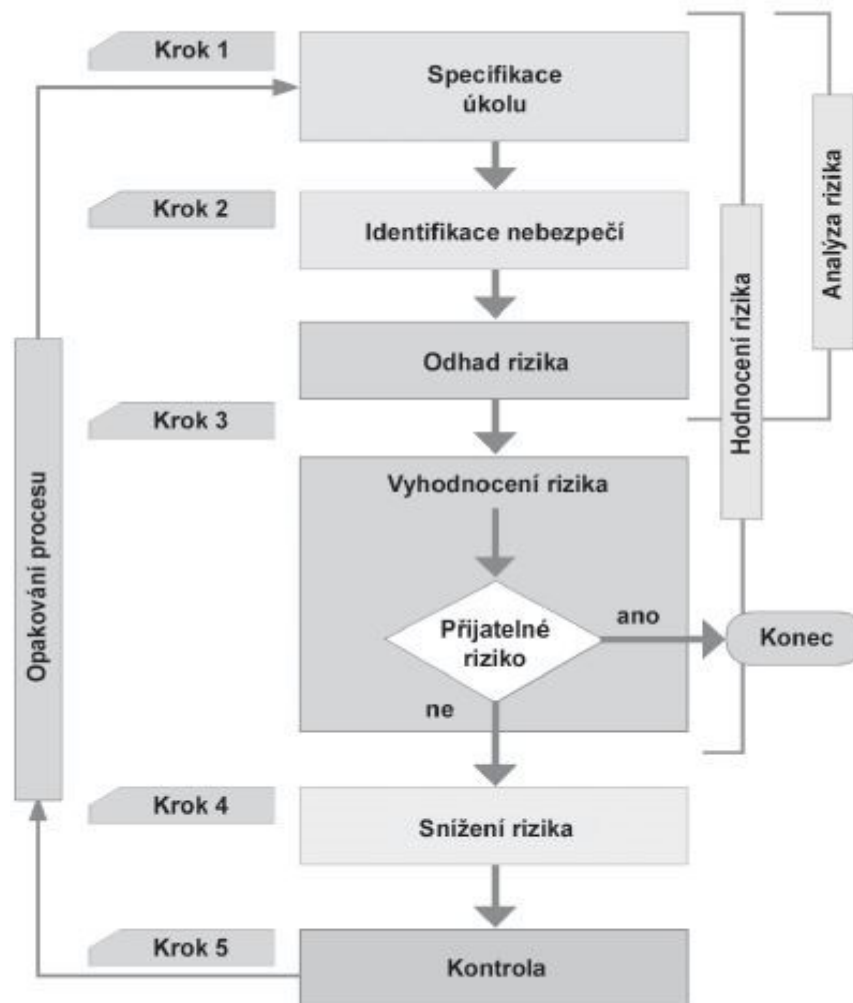 Krok 1
Specifikace
úkolu
Krok 2
Identifikace nebezpečí
Odhad rizika
Krok 3
Vyhodnocení rizika
Přijatelné
riziko
ano
Konec
ne
Krok 4
Snížení rizika
Krok 5
Kontrola
Opakování procesu
Hodnocení rizika
Analýza rizika